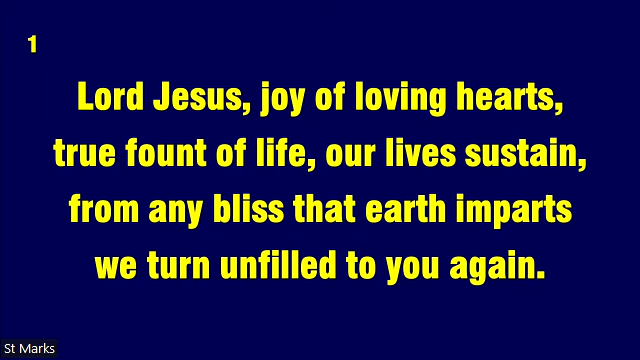 1
Lord Jesus, joy of loving hearts,
true fount of life, our lives sustain,
from any bliss that earth imparts
we turn unfilled to you again.
St Marks